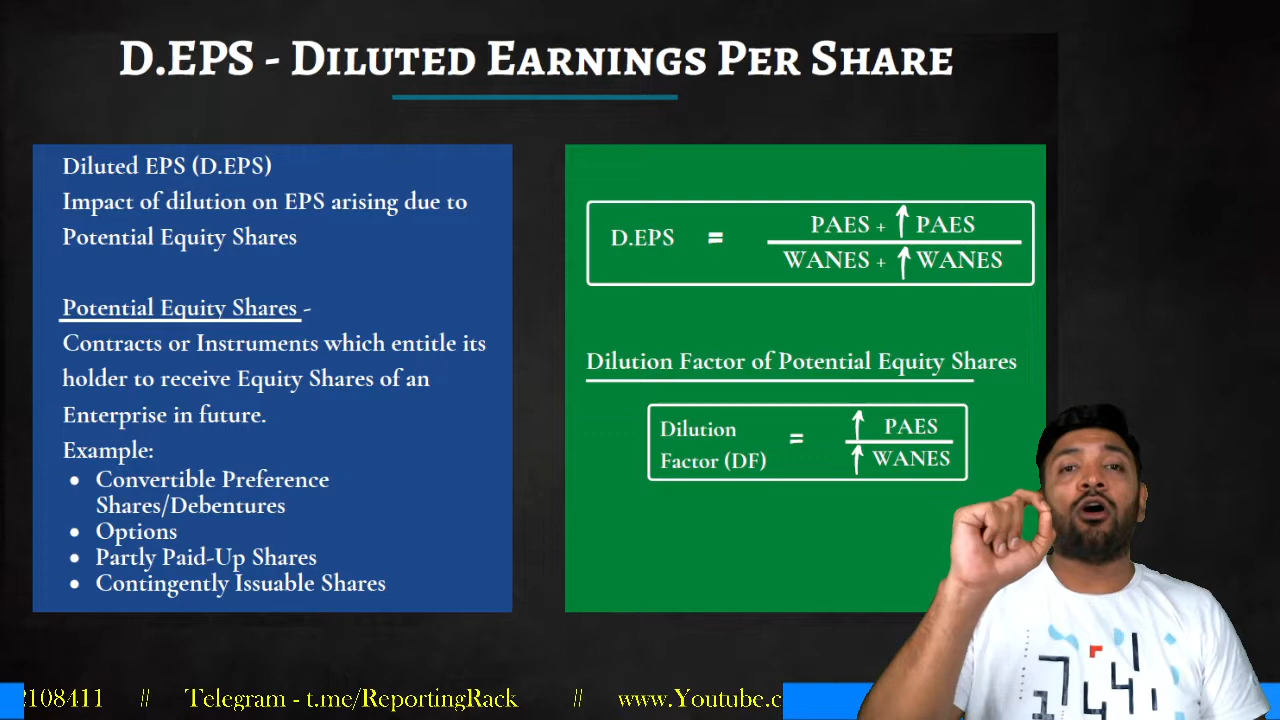 D.EPS - DILUTED EARNINGS PER SHARE
Diluted EPS (D.EPS)
Impact of dilution on EPS arising due to
Potential Equity Shares
Potential Equity Shares -
Contracts or Instruments which entitle its
holder to receive Equity Shares of an
Enterprise in future.
Example:
• Convertible Preference
Shares/Debentures
• Options
• Partly Paid-Up Shares
• Contingently Issuable Shares
D.EPS = PAES + ↑ PAES
WANES + ↑ WANES
Dilution Factor of Potential Equity Shares
Dilution
Factor (DF) = ↑ PAES
↑ WANES
2108411 // Telegram - t.me/ReportingRack // www.Youtube.c